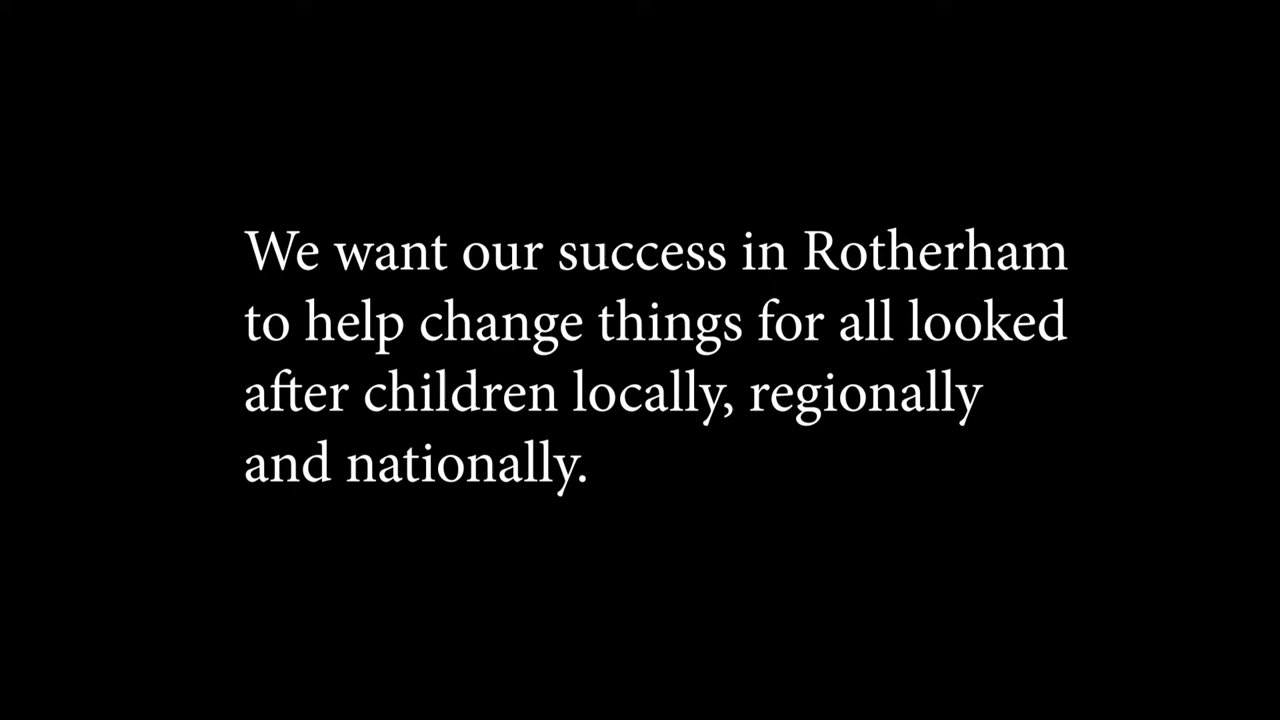 We want our success in Rotherham
to help change things for all looked
after children locally, regionally
and nationally.